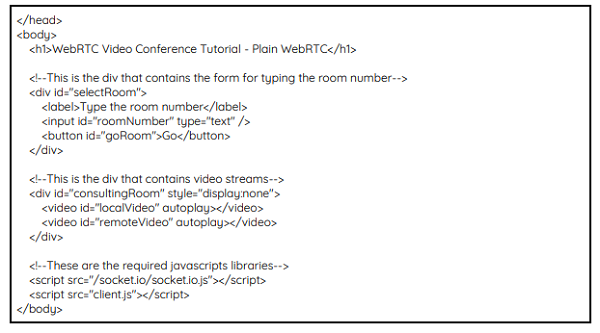 </head>
<body>
<h1>WebRTC Video Conference Tutorial - Plain WebRTC</h1>
<!--This is the div that contains the form for typing the room number-->
<div id="selectRoom">
<label>Type the room number</label>
<input id="roomNumber" type="text" />
<button id="goRoom">Go</button>
</div>
<!--This is the div that contains video streams-->
<div id="consultingRoom" style="display:none">
<video id="localVideo" autoplay></video>
<video id="remoteVideo" autoplay></video>
</div>
<!--These are the required javascripts libraries-->
<script src="/socket.io/socket.io.js"></script>
<script src="client.js"></script>
</body>